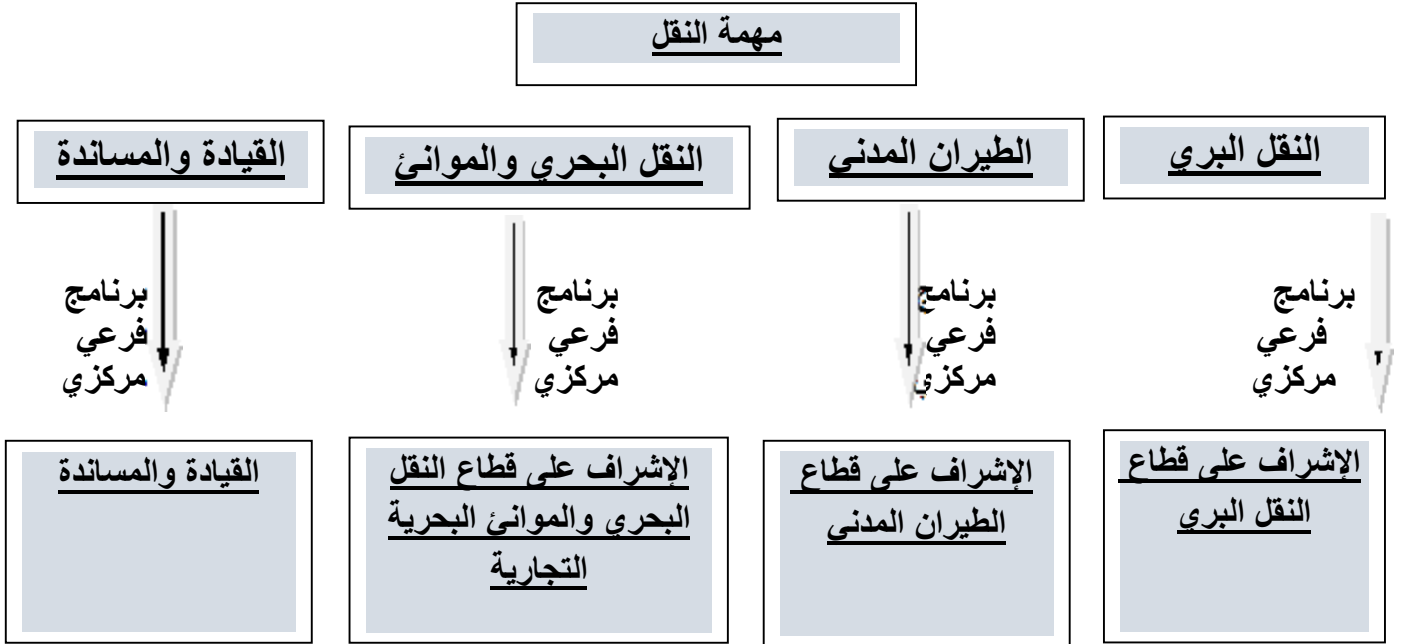 مهمة النقل
النقل البري
الطيران المدني
النقل البحري والموانئ
القيادة والمساندة
برنامج
فرعي
مركزي
برنامج
فرعي
مركزي
برنامج
فرعي
مركزي
برنامج
فرعي
مركزي
الإشراف على قطاع
النقل البري
الإشراف على قطاع
الطيران المدني
الإشراف على قطاع النقل
البحري والموانئ البحرية
التجارية
القيادة والمساندة